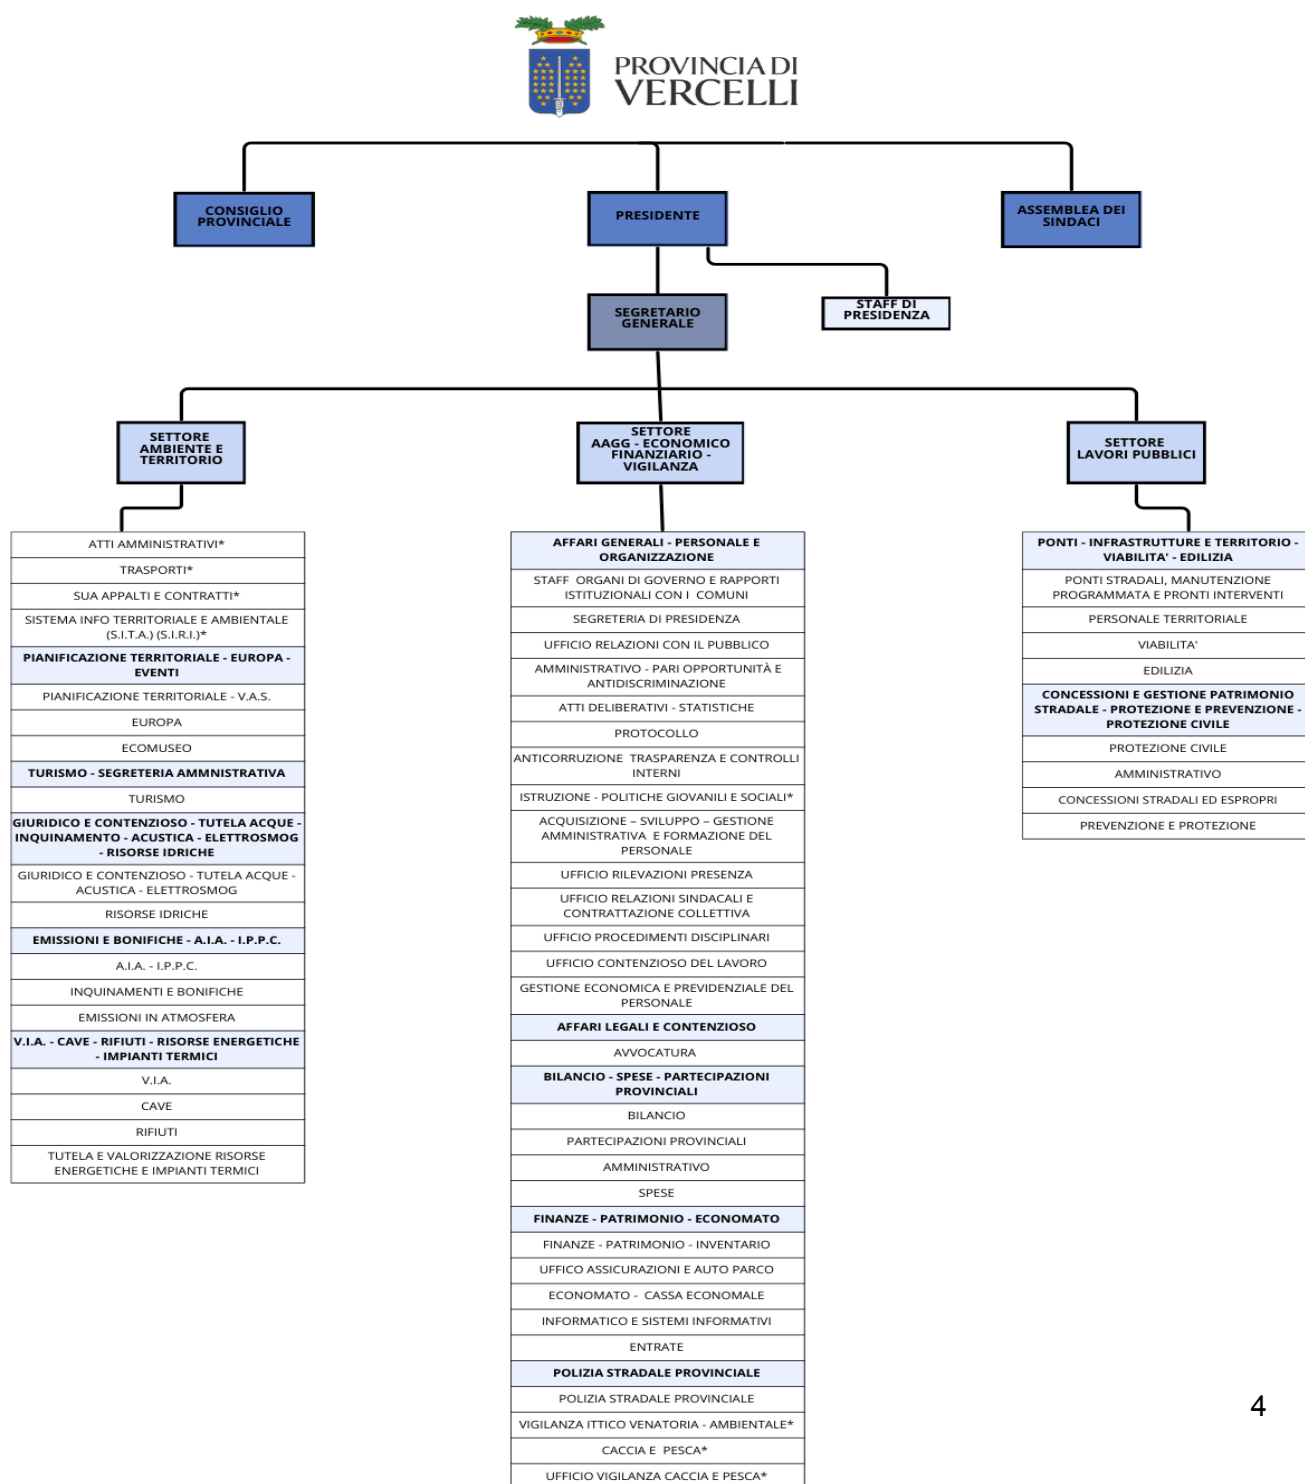 PROVINCIA DI
VERCELLI
CONSIGLIO
PROVINCIALE
PRESIDENTE
ASSEMBLEA DEI
SINDACI
SEGRETARIO
GENERALE
STAFF DI
PRESIDENZA
SETTORE
AMBIENTE E
TERRITORIO
SETTORE
AAGG - ECONOMICO
FINANZIARIO -
VIGILANZA
SETTORE
LAVORI PUBBLICI
ATTI AMMINISTRATIVI*
TRASPORTI*
SUA APPALTI E CONTRATTI*
SISTEMA INFO TERRITORIALE E AMBIENTALE
(S.I.T.A.) (S.I.R.I.)*
PIANIFICAZIONE TERRITORIALE - EUROPA -
EVENTI
PIANIFICAZIONE TERRITORIALE - V.A.S.
EUROPA
ECOMUSEO
TURISMO - SEGRETERIA AMMNISTRATIVA
TURISMO
GIURIDICO E CONTENZIOSO - TUTELA ACQUE -
INQUINAMENTO - ACUSTICA - ELETTROSMOG
- RISORSE IDRICHE
GIURIDICO E CONTENZIOSO - TUTELA ACQUE -
ACUSTICA - ELETTROSMOG
RISORSE IDRICHE
EMISSIONI E BONIFICHE - A.I.A. - I.P.P.C.
A.I.A. - I.P.P.C.
INQUINAMENTI E BONIFICHE
EMISSIONI IN ATMOSFERA
V.I.A. - CAVE - RIFIUTI - RISORSE ENERGETICHE
- IMPIANTI TERMICI
V.I.A.
CAVE
RIFIUTI
TUTELA E VALORIZZAZIONE RISORSE
ENERGETICHE E IMPIANTI TERMICI
AFFARI GENERALI - PERSONALE E
ORGANIZZAZIONE
STAFF ORGANI DI GOVERNO E RAPPORTI
ISTITUZIONALI CON I COMUNI
SEGRETERIA DI PRESIDENZA
UFFICIO RELAZIONI CON IL PUBBLICO
AMMINISTRATIVO - PARI OPPORTUNITÀ E
ANTIDISCRIMINAZIONE
ATTI DELIBERATIVI - STATISTICHE
PROTOCOLLO
ANTICORRUZIONE TRASPARENZA E CONTROLLI
INTERNI
ISTRUZIONE - POLITICHE GIOVANILI E SOCIALI*
ACQUISIZIONE – SVILUPPO – GESTIONE
AMMINISTRATIVA E FORMAZIONE DEL
PERSONALE
UFFICIO RILEVAZIONI PRESENZA
UFFICIO RELAZIONI SINDACALI E
CONTRATTAZIONE COLLETTIVA
UFFICIO PROCEDIMENTI DISCIPLINARI
UFFICIO CONTENZIOSO DEL LAVORO
GESTIONE ECONOMICA E PREVIDENZIALE DEL
PERSONALE
AFFARI LEGALI E CONTENZIOSO
AVVOCATURA
BILANCIO - SPESE - PARTECIPAZIONI
PROVINCIALI
BILANCIO
PARTECIPAZIONI PROVINCIALI
AMMINISTRATIVO
SPESE
FINANZE - PATRIMONIO - ECONOMATO
FINANZE - PATRIMONIO - INVENTARIO
UFFICO ASSICURAZIONI E AUTO PARCO
ECONOMATO - CASSA ECONOMALE
INFORMATICO E SISTEMI INFORMATIVI
ENTRATE
POLIZIA STRADALE PROVINCIALE
POLIZIA STRADALE PROVINCIALE
VIGILANZA ITTICO VENATORIA - AMBIENTALE*
CACCIA E PESCA*
UFFICIO VIGILANZA CACCIA E PESCA*
PONTI - INFRASTRUTTURE E TERRITORIO -
VIABILITA' - EDILIZIA
PONTI STRADALI, MANUTENZIONE
PROGRAMMATA E PRONTI INTERVENTI
PERSONALE TERRITORIALE
VIABILITA'
EDILIZIA
CONCESSIONI E GESTIONE PATRIMONIO
STRADALE - PROTEZIONE E PREVENZIONE -
PROTEZIONE CIVILE
PROTEZIONE CIVILE
AMMINISTRATIVO
CONCESSIONI STRADALI ED ESPROPRI
PREVENZIONE E PROTEZIONE
4